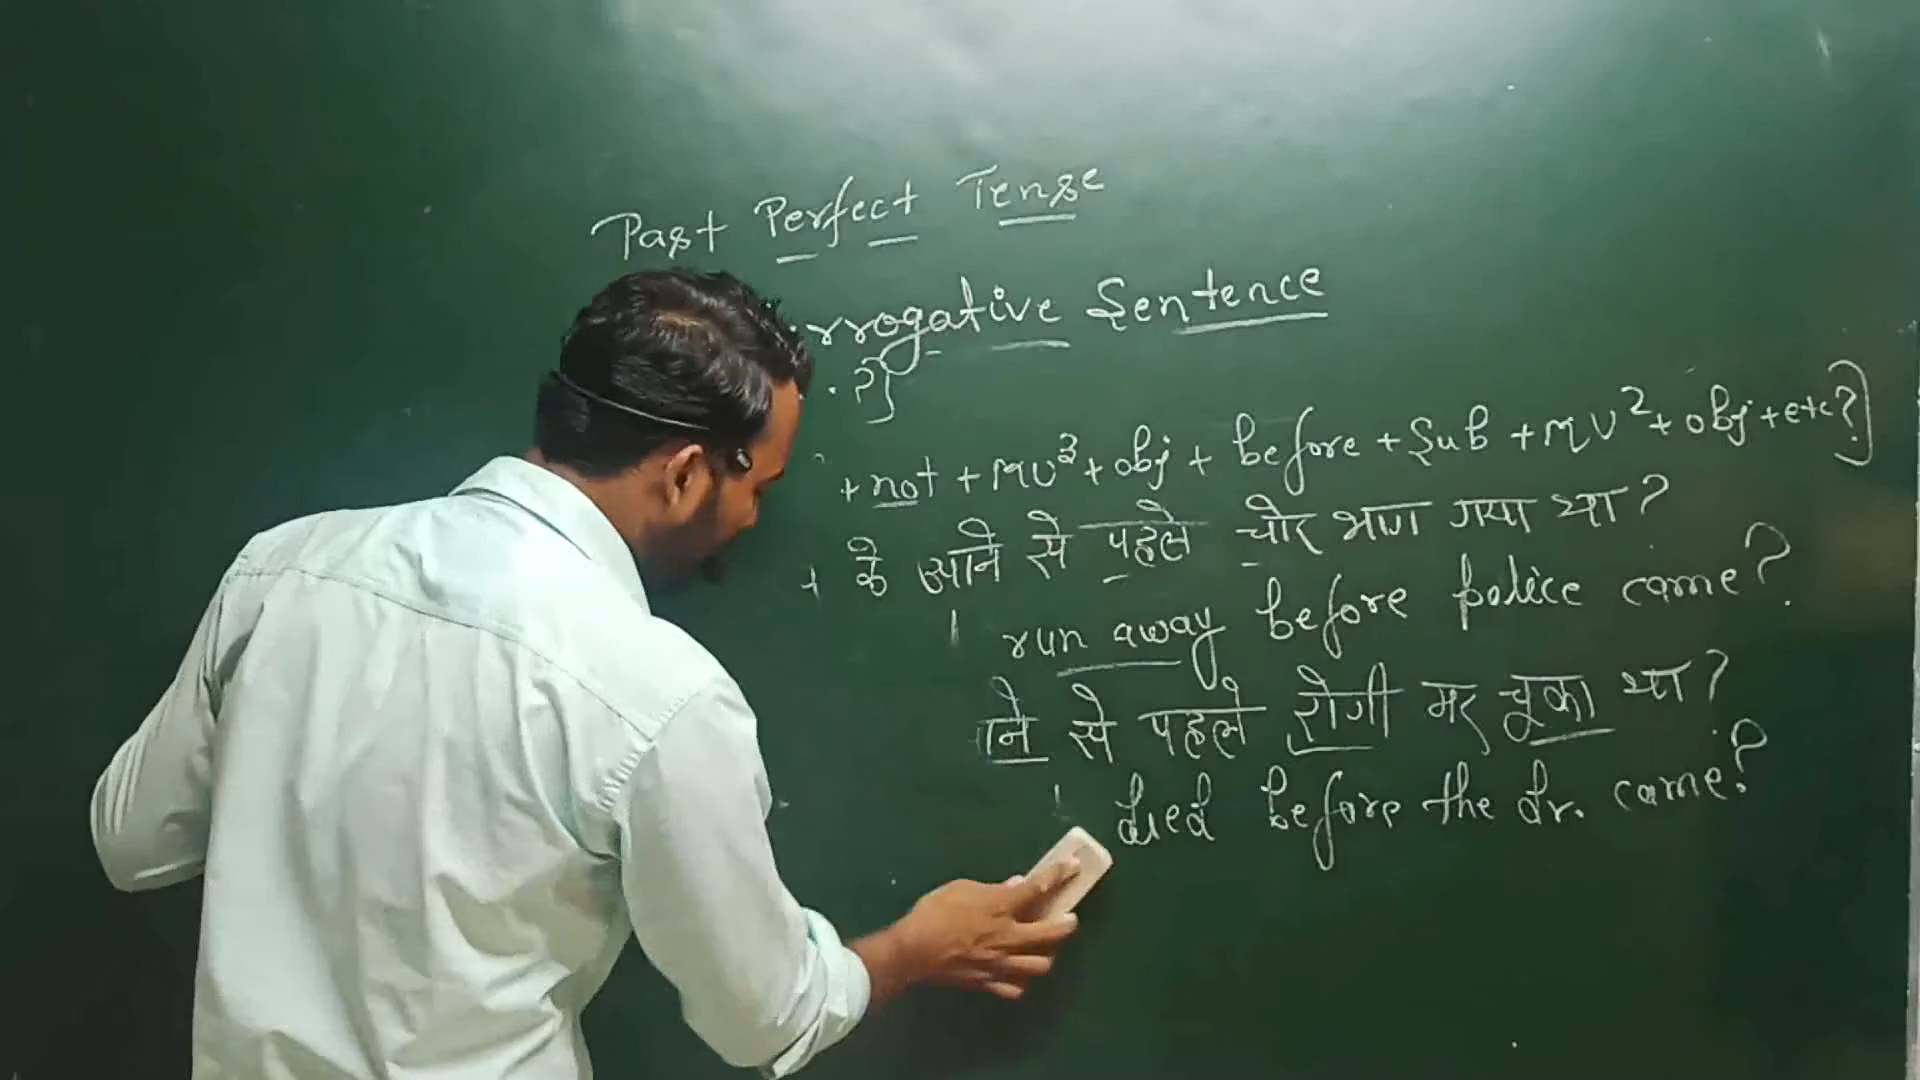 Past Perfect Tense
rrogative Sentence
. ?}
+ not + MV³ + obj + before + Sub + MV² + obj + etc?]
के आने से पहले चोर भाग गया था?
run away before police came?
ने से पहले रोगी मर चूका था?
died before the dr. came?